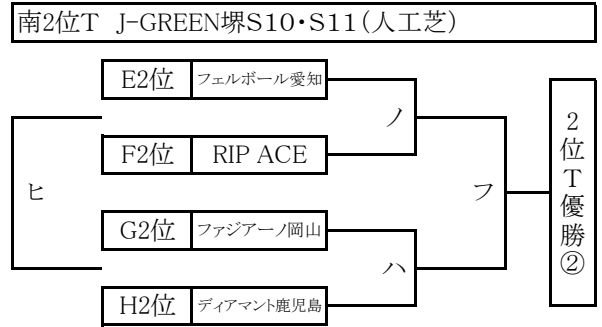 南2位T J-GREEN堺S10・S11(人工芝)
E2位 フェルボール愛知
ノ
F2位 RIP ACE
ヒ
フ
G2位 ファジアーノ岡山
ハ
H2位 ディアマント鹿児島
2位T優勝②